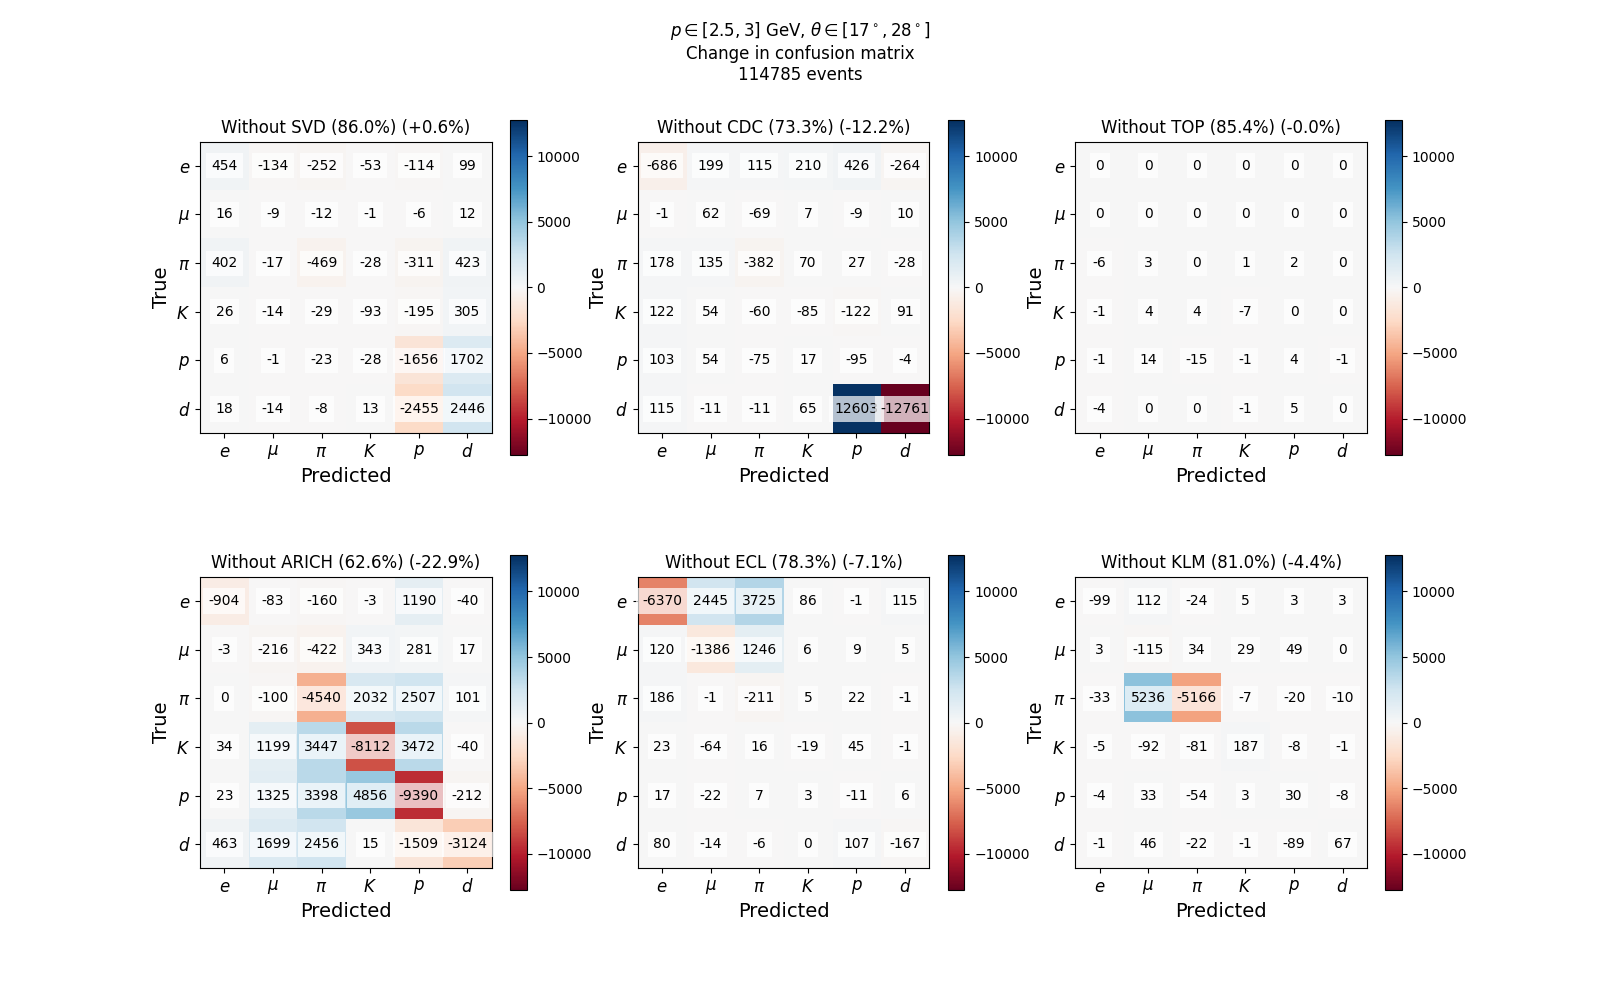 p ∈ [2.5, 3] GeV, θ ∈ [17°, 28°]
Change in confusion matrix
114785 events
Without SVD (86.0%) (+0.6%)
e 454 -134 -252 -53 -114 99
μ 16 -9 -12 -1 -6 12
π 402 -17 -469 -28 -311 423
K 26 -14 -29 -93 -195 305
p 6 -1 -23 -28 -1656 1702
d 18 -14 -8 13 -2455 2446
e μ π K p d
Predicted
True
10000
5000
0
−5000
−10000
Without CDC (73.3%) (-12.2%)
e -686 199 115 210 426 -264
μ -1 62 -69 7 -9 10
π 178 135 -382 70 27 -28
K 122 54 -60 -85 -122 91
p 103 54 -75 17 -95 -4
d 115 -11 -11 65 12603 -12761
e μ π K p d
Predicted
True
10000
5000
0
−5000
−10000
Without TOP (85.4%) (-0.0%)
e 0 0 0 0 0 0
μ 0 0 0 0 0 0
π -6 3 0 1 2 0
K -1 4 4 -7 0 0
p -1 14 -15 -1 4 -1
d -4 0 0 -1 5 0
e μ π K p d
Predicted
True
10000
5000
0
−5000
−10000
Without ARICH (62.6%) (-22.9%)
e -904 -83 -160 -3 1190 -40
μ -3 -216 -422 343 281 17
π 0 -100 -4540 2032 2507 101
K 34 1199 3447 -8112 3472 -40
p 23 1325 3398 4856 -9390 -212
d 463 1699 2456 15 -1509 -3124
e μ π K p d
Predicted
True
10000
5000
0
−5000
−10000
Without ECL (78.3%) (-7.1%)
e -6370 2445 3725 86 -1 115
μ 120 -1386 1246 6 9 5
π 186 -1 -211 5 22 -1
K 23 -64 16 -19 45 -1
p 17 -22 7 3 -11 6
d 80 -14 -6 0 107 -167
e μ π K p d
Predicted
True
10000
5000
0
−5000
−10000
Without KLM (81.0%) (-4.4%)
e -99 112 -24 5 3 3
μ 3 -115 34 29 49 0
π -33 5236 -5166 -7 -20 -10
K -5 -92 -81 187 -8 -1
p -4 33 -54 3 30 -8
d -1 46 -22 -1 -89 67
e μ π K p d
Predicted
True
10000
5000
0
−5000
−10000